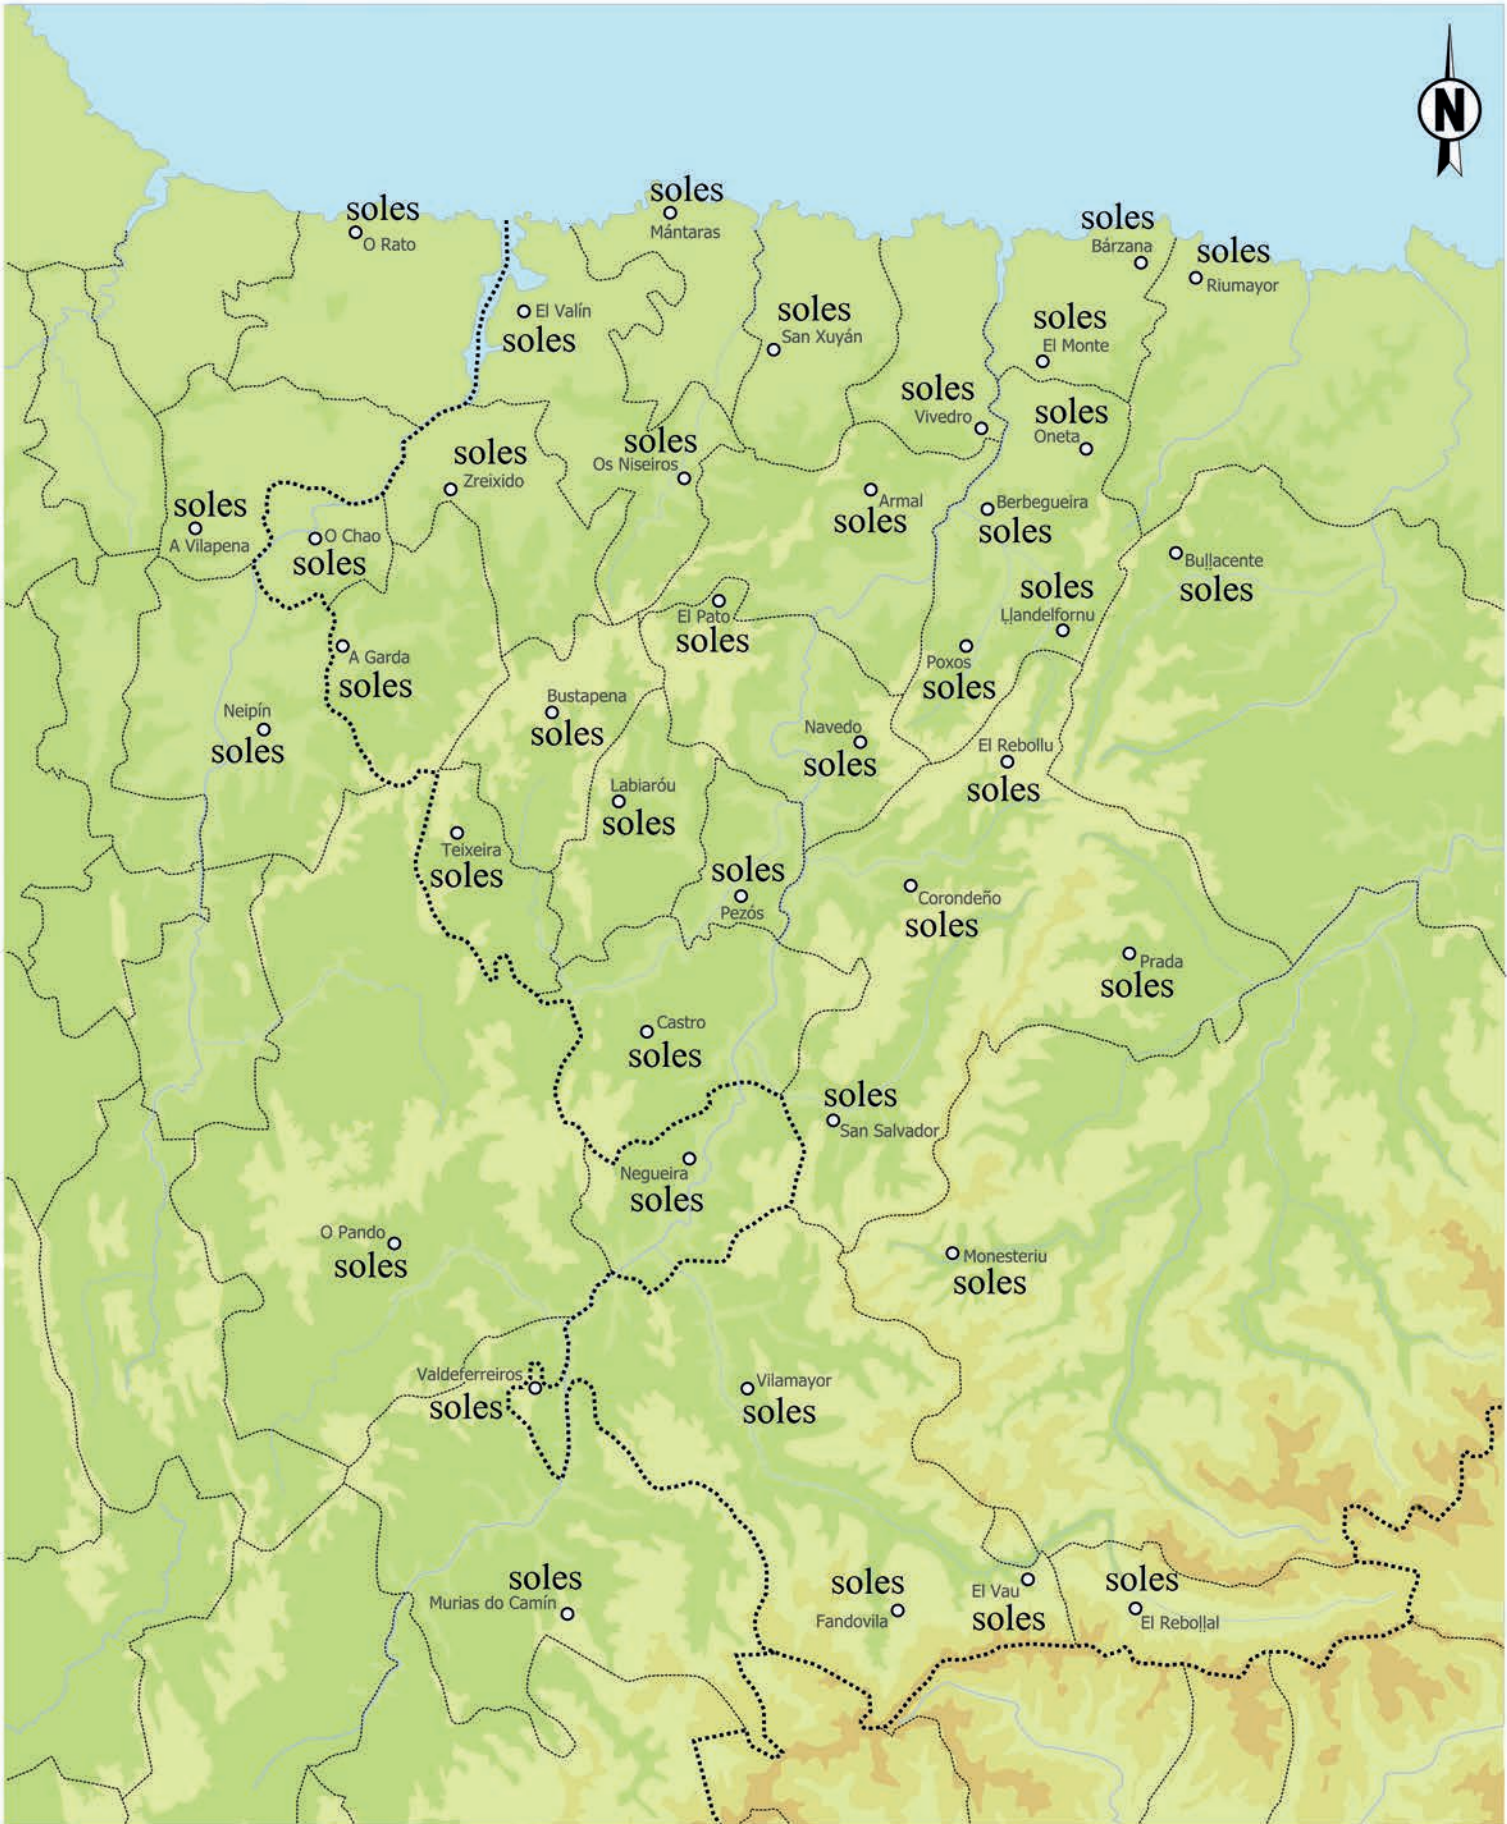 N
soles
Mántaras
soles
O Rato
soles
Bárzana
soles
Riumayor
El Valín
soles
soles
San Xuyán
soles
El Monte
soles
Vivedro
soles
Oneta
soles
Os Niseiros
soles
Zreixido
soles
A Vilapena
Armal
soles
Berbegueira
soles
O Chao
soles
Buḷḷacente
soles
soles
Ḷḷandelfornu
El Pato
soles
A Garda
soles
Poxos
soles
Bustapena
soles
Neipín
soles
Navedo
soles
El Rebollu
soles
Labiaróu
soles
Teixeira
soles
soles
Pezós
Corondeño
soles
Prada
soles
Castro
soles
soles
San Salvador
Negueira
soles
O Pando
soles
Monesteriu
soles
Valdeferreiros
soles
Vilamayor
soles
soles
Murias do Camín
soles
Fandovila
El Vau
soles
soles
El Reboḷḷal